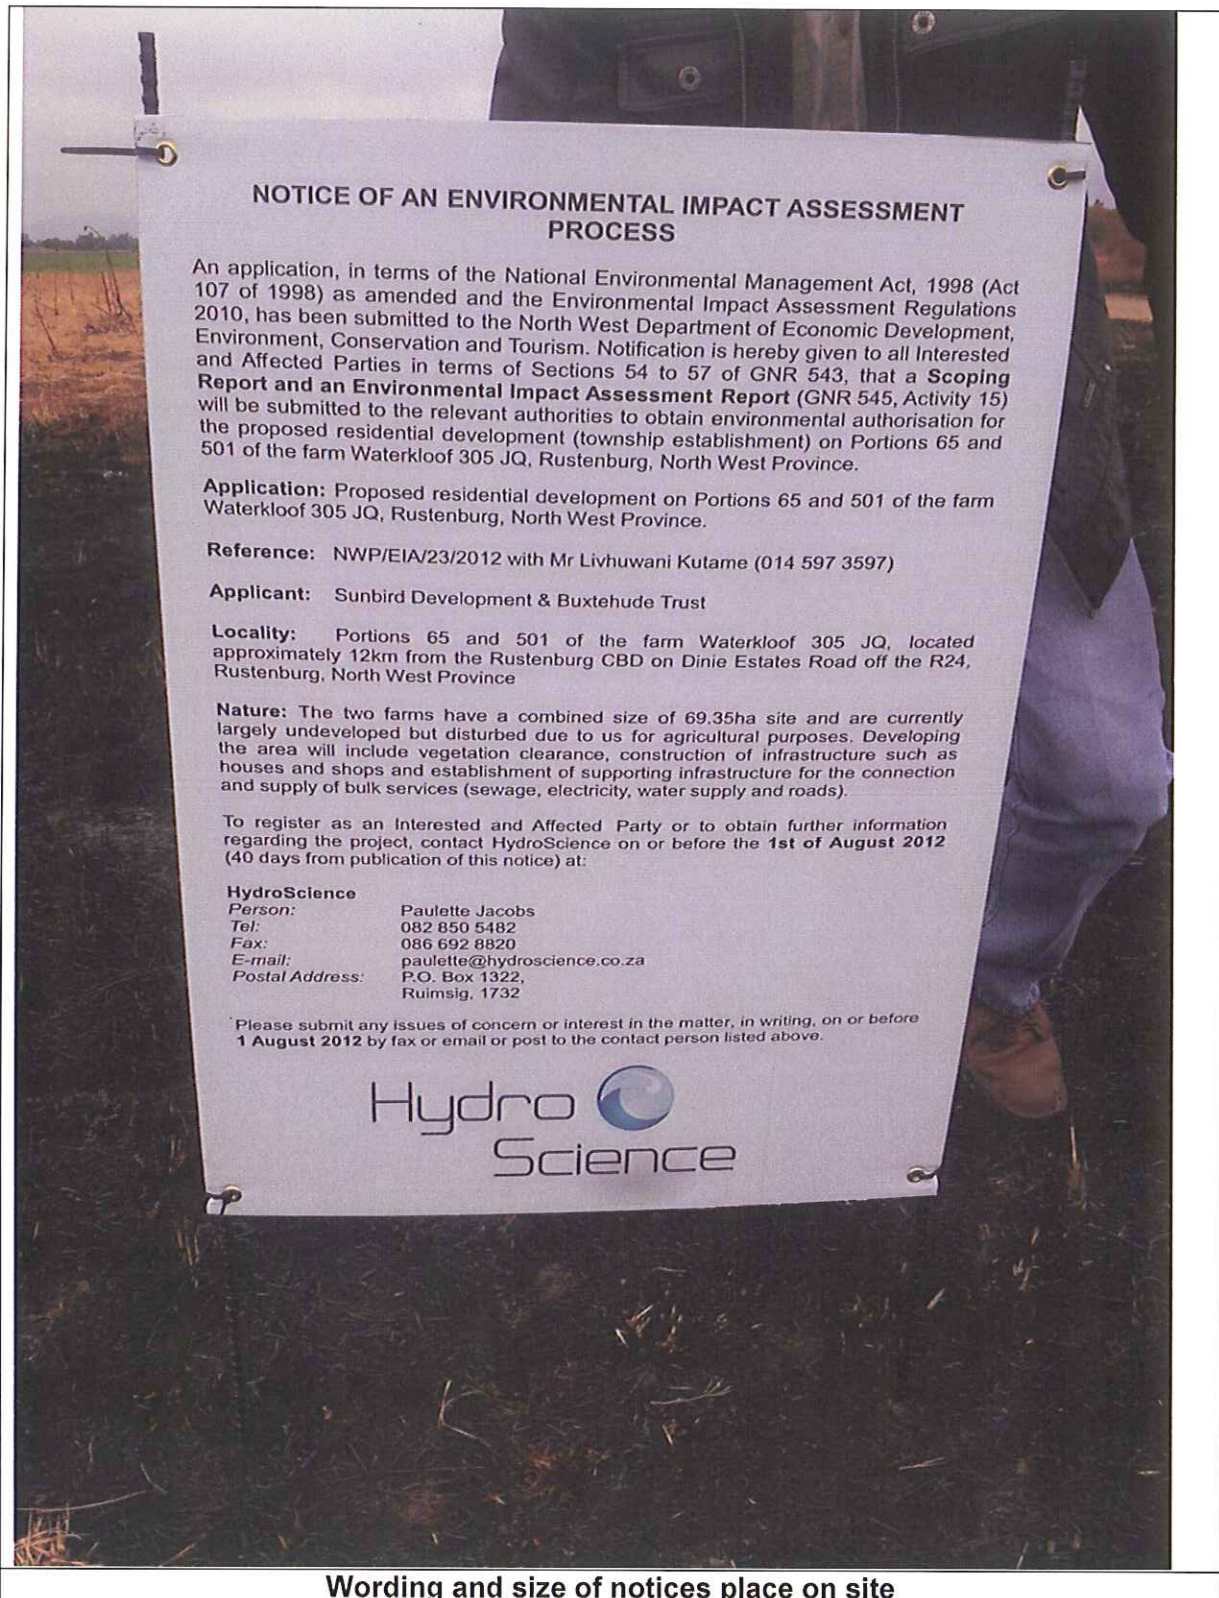 NOTICE OF AN ENVIRONMENTAL IMPACT ASSESSMENT
PROCESS
An application, in terms of the National Environmental Management Act, 1998 (Act
107 of 1998) as amended and the Environmental Impact Assessment Regulations
2010, has been submitted to the North West Department of Economic Development,
Environment, Conservation and Tourism. Notification is hereby given to all Interested
and Affected Parties in terms of Sections 54 to 57 of GNR 543, that a Scoping
Report and an Environmental Impact Assessment Report (GNR 545, Activity 15)
will be submitted to the relevant authorities to obtain environmental authorisation for
the proposed residential development (township establishment) on Portions 65 and
501 of the farm Waterkloof 305 JQ, Rustenburg, North West Province.
Application: Proposed residential development on Portions 65 and 501 of the farm
Waterkloof 305 JQ, Rustenburg, North West Province.
Reference: NWP/EIA/23/2012 with Mr Livhuwani Kutame (014 597 3597)
Applicant: Sunbird Development & Buxtehude Trust
Locality: Portions 65 and 501 of the farm Waterkloof 305 JQ, located
approximately 12km from the Rustenburg CBD on Dinie Estates Road off the R24,
Rustenburg, North West Province
Nature: The two farms have a combined size of 69.35ha site and are currently
largely undeveloped but disturbed due to us for agricultural purposes. Developing
the area will include vegetation clearance, construction of infrastructure such as
houses and shops and establishment of supporting infrastructure for the connection
and supply of bulk services (sewage, electricity, water supply and roads).
To register as an Interested and Affected Party or to obtain further information
regarding the project, contact HydroScience on or before the 1st of August 2012
(40 days from publication of this notice) at:
HydroScience
Person: Paulette Jacobs
Tel: 082 850 5482
Fax: 086 692 8820
E-mail: paulette@hydroscience.co.za
Postal Address: P.O. Box 1322,
Ruimsig, 1732
Please submit any issues of concern or interest in the matter, in writing, on or before
1 August 2012 by fax or email or post to the contact person listed above.
Hydro
Science
Wording and size of notices place on site